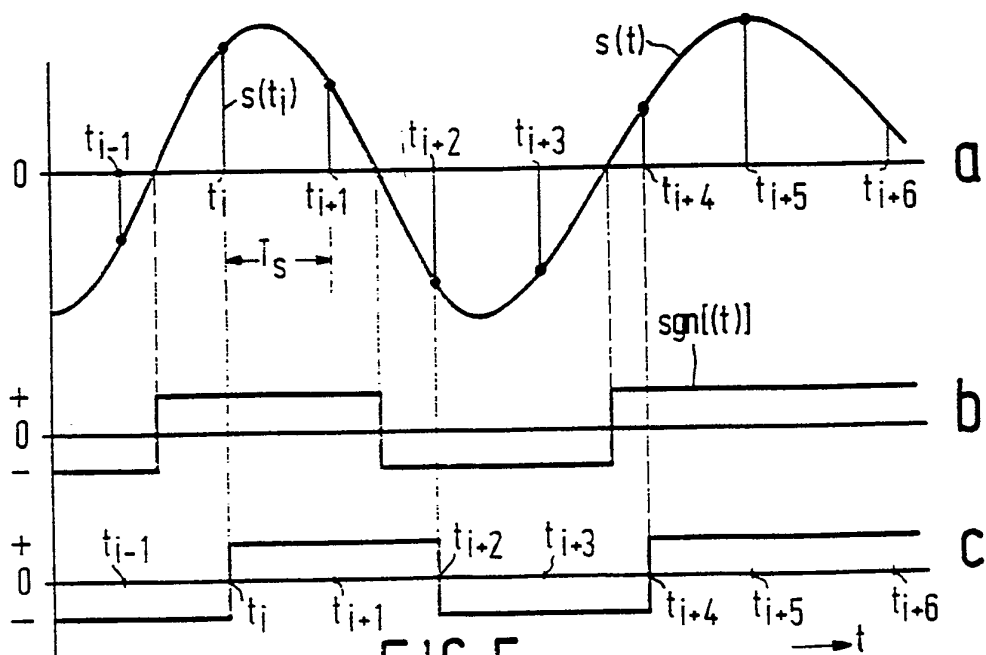 s(t)
s(tᵢ)
tᵢ₋₁
tᵢ₊₂
tᵢ₊₃
0
a
tᵢ
tᵢ₊₁
tᵢ₊₄
tᵢ₊₅
tᵢ₊₆
Tₛ
sgn[(t)]
+
0
−
b
+
0
−
tᵢ₋₁
tᵢ₊₂
tᵢ₊₃
c
tᵢ
tᵢ₊₁
tᵢ₊₄
tᵢ₊₅
tᵢ₊₆
t